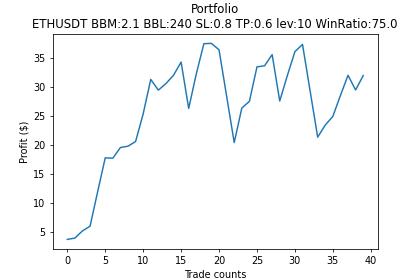 Portfolio
ETHUSDT BBM:2.1 BBL:240 SL:0.8 TP:0.6 lev:10 WinRatio:75.0
Profit ($)
35
30
25
20
15
10
5
0 5 10 15 20 25 30 35 40
Trade counts